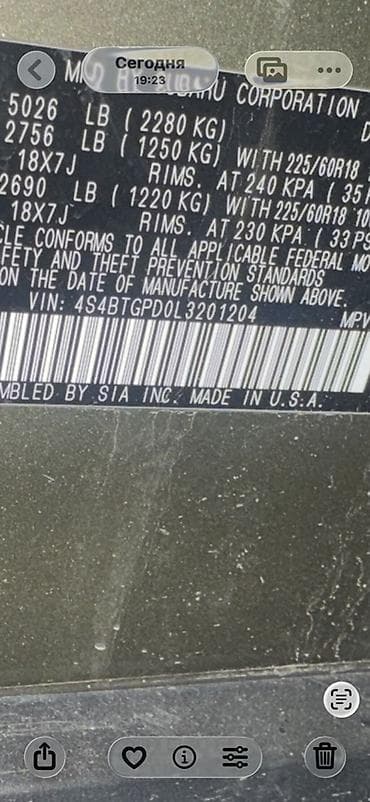 Сегодня
19:23
SUBARU CORPORATION
5026 LB ( 2280 KG)
2756 LB ( 1250 KG) WITH 225/60R18
18X7J RIMS. AT 240 KPA ( 35
2690 LB ( 1220 KG) WITH 225/60R18
18X7J RIMS. AT 230 KPA ( 33 PS
CLE CONFORMS TO ALL APPLICABLE FEDERAL MO
FETY AND THEFT PREVENTION STANDARDS
ON THE DATE OF MANUFACTURE SHOWN ABOVE.
VIN: 4S4BTGPD0L3201204 MPV
MBLED BY SIA INC. MADE IN U.S.A.